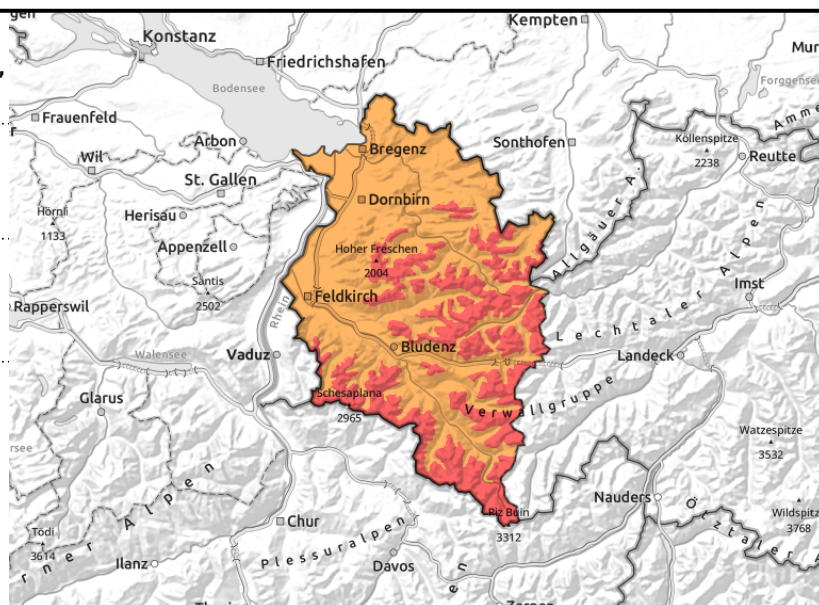 Kempten
Konstanz
Friedrichshafen
Bodensee
Forggensee
Frauenfeld
Arbon
Bregenz
Sonthofen
Köllenspitze
2238
Reutte
Wil
St. Gallen
Dornbirn
Herisau
Hörnli
1133
Appenzell
Hoher Freschen
2004
Allgäuer A.
Säntis
2502
Rapperswil
Rhein
Feldkirch
Imst
Lechtaler Alpen
Walensee
Vaduz
Bludenz
Landeck
Glarus
Schesaplana
2965
Verwallgruppe
Watzespitze
3532
Nauders
Piz Buin
3312
Chur
Plessuralpen
Tödi
3614
Ilanz
Davos
3768